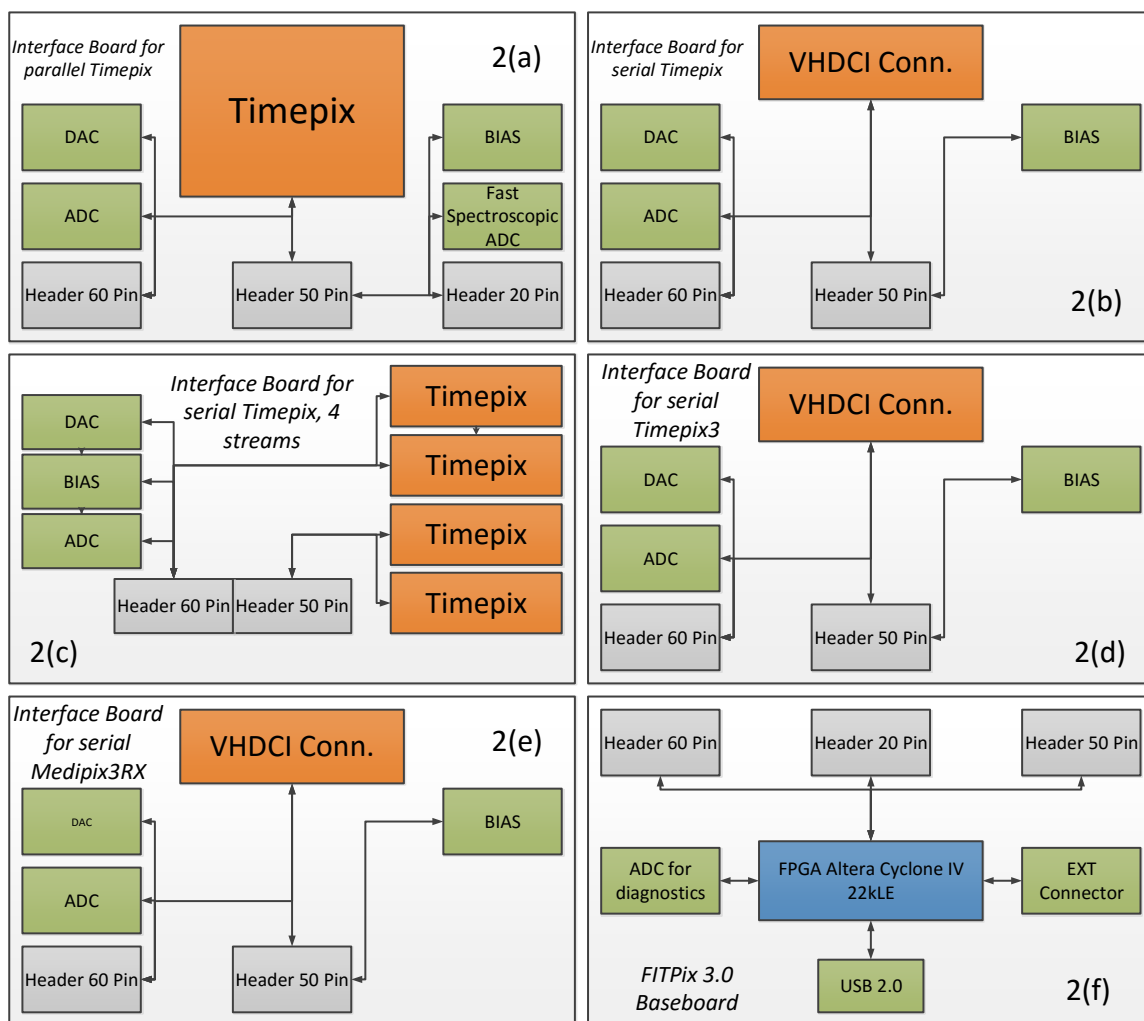 Interface Board for
parallel Timepix
2(a)
Timepix
DAC
BIAS
ADC
Fast
Spectroscopic
ADC
Header 60 Pin
Header 50 Pin
Header 20 Pin
Interface Board for
serial Timepix
2(b)
VHDCI Conn.
DAC
BIAS
ADC
Header 60 Pin
Header 50 Pin
Interface Board for
serial Timepix, 4
streams
Timepix
DAC
Timepix
BIAS
ADC
Timepix
Header 60 Pin
Header 50 Pin
Timepix
2(c)
Interface Board
for serial
Timepix3
VHDCI Conn.
DAC
BIAS
ADC
Header 60 Pin
Header 50 Pin
2(d)
Interface Board
for serial
Medipix3RX
VHDCI Conn.
2(e)
DAC
BIAS
ADC
Header 60 Pin
Header 50 Pin
Header 60 Pin
Header 20 Pin
Header 50 Pin
ADC for
diagnostics
FPGA Altera Cyclone IV
22kLE
EXT
Connector
FITPix 3.0
Baseboard
USB 2.0
2(f)